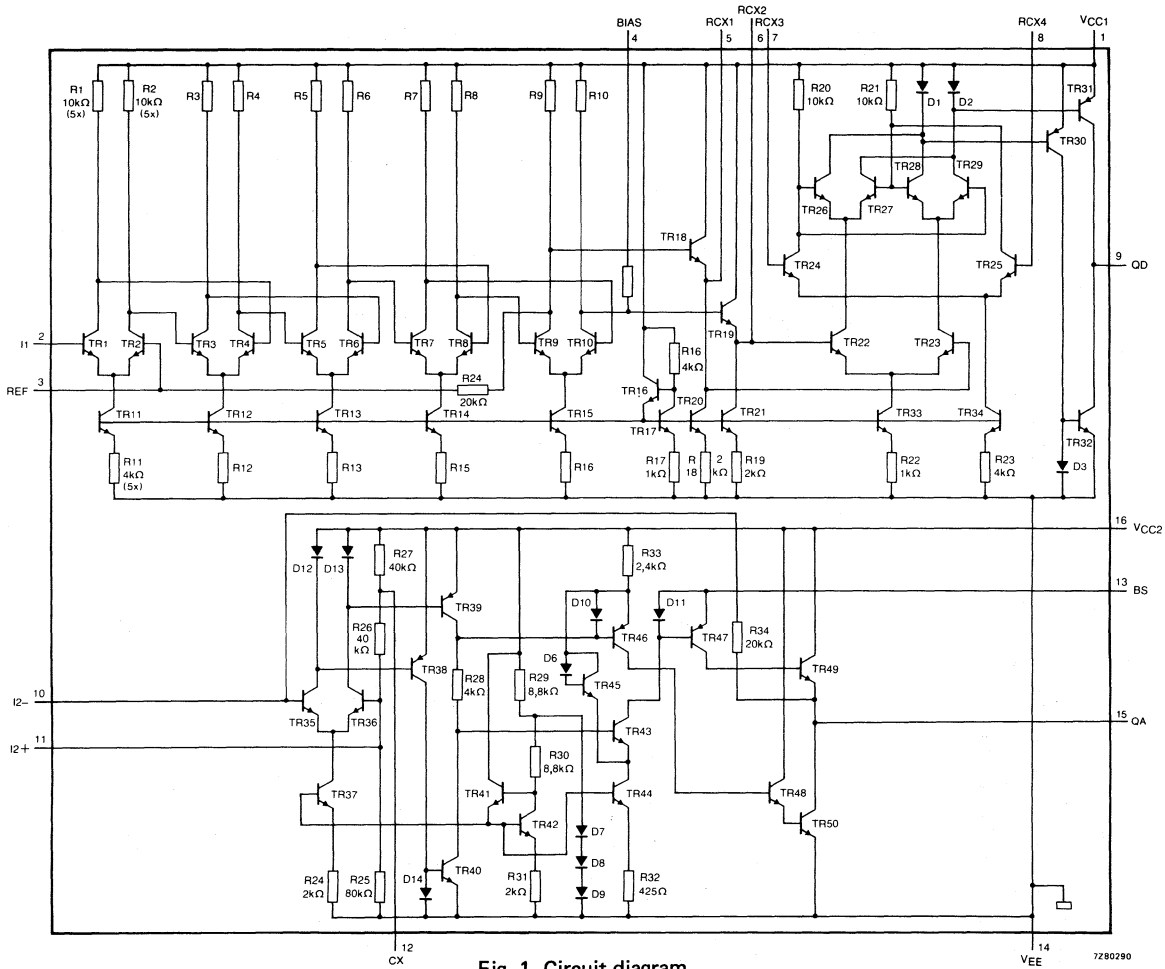 BIAS
4
RCX1
5
RCX2
6
RCX3
7
RCX4
8
VCC1
1
R1
10kΩ
(5x)
R2
10kΩ
(5x)
R3
R4
R5
R6
R7
R8
R9
R10
R20
10kΩ
R21
10kΩ
D1
D2
TR31
TR30
TR28
TR29
TR26
TR27
TR18
TR24
TR25
9
QD
I1
2
TR1
TR2
TR3
TR4
TR5
TR6
TR7
TR8
TR9
TR10
TR19
TR22
TR23
R16
4kΩ
REF
3
R24
20kΩ
TR16
TR20
TR11
TR12
TR13
TR14
TR15
TR17
TR21
TR33
TR34
TR32
R11
4kΩ
(5x)
R12
R13
R15
R16
R17
1kΩ
R
18
2
kΩ
R19
2kΩ
R22
1kΩ
R23
4kΩ
D3
16
VCC2
D12
D13
R27
40kΩ
R33
2,4kΩ
13
BS
D10
D11
TR39
R26
40
kΩ
TR46
TR47
R34
20kΩ
TR38
D6
TR45
TR49
R28
4kΩ
R29
8,8kΩ
I2-
10
TR35
TR36
TR43
15
QA
I2+
11
R30
8,8kΩ
TR37
TR41
TR44
TR48
TR42
TR50
D7
D8
D9
R24
2kΩ
R25
80kΩ
D14
TR40
R31
2kΩ
R32
425Ω
12
CX
14
VEE
7Z80290
Fig. 1 Circuit diagram